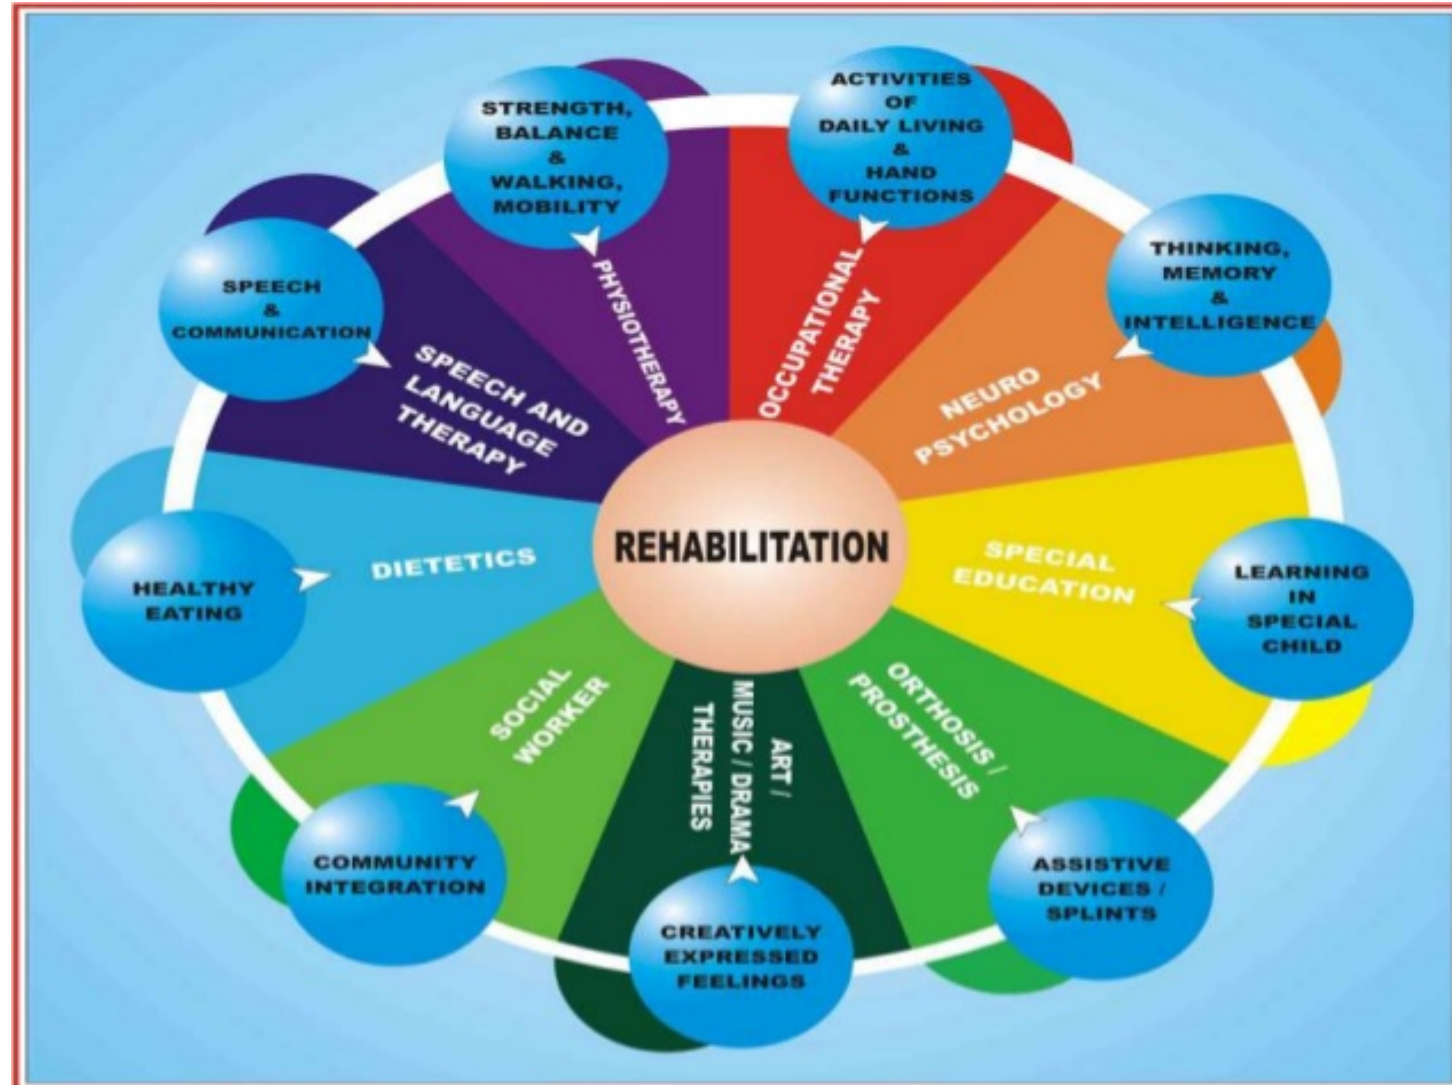 ACTIVITIES
OF
DAILY LIVING
&
HAND
FUNCTIONS
OCCUPATIONAL
THERAPY
THINKING,
MEMORY
&
INTELLIGENCE
NEURO
PSYCHOLOGY
LEARNING
IN
SPECIAL
CHILD
SPECIAL
EDUCATION
ASSISTIVE
DEVICES /
SPLINTS
ORTHOSIS /
PROSTHESIS
CREATIVELY
EXPRESSED
FEELINGS
ART /
MUSIC / DRAMA
THERAPIES
COMMUNITY
INTEGRATION
SOCIAL
WORKER
HEALTHY
EATING
DIETETICS
SPEECH
&
COMMUNICATION
SPEECH AND
LANGUAGE
THERAPY
STRENGTH,
BALANCE
&
WALKING,
MOBILITY
PHYSIOTHERAPY
REHABILITATION